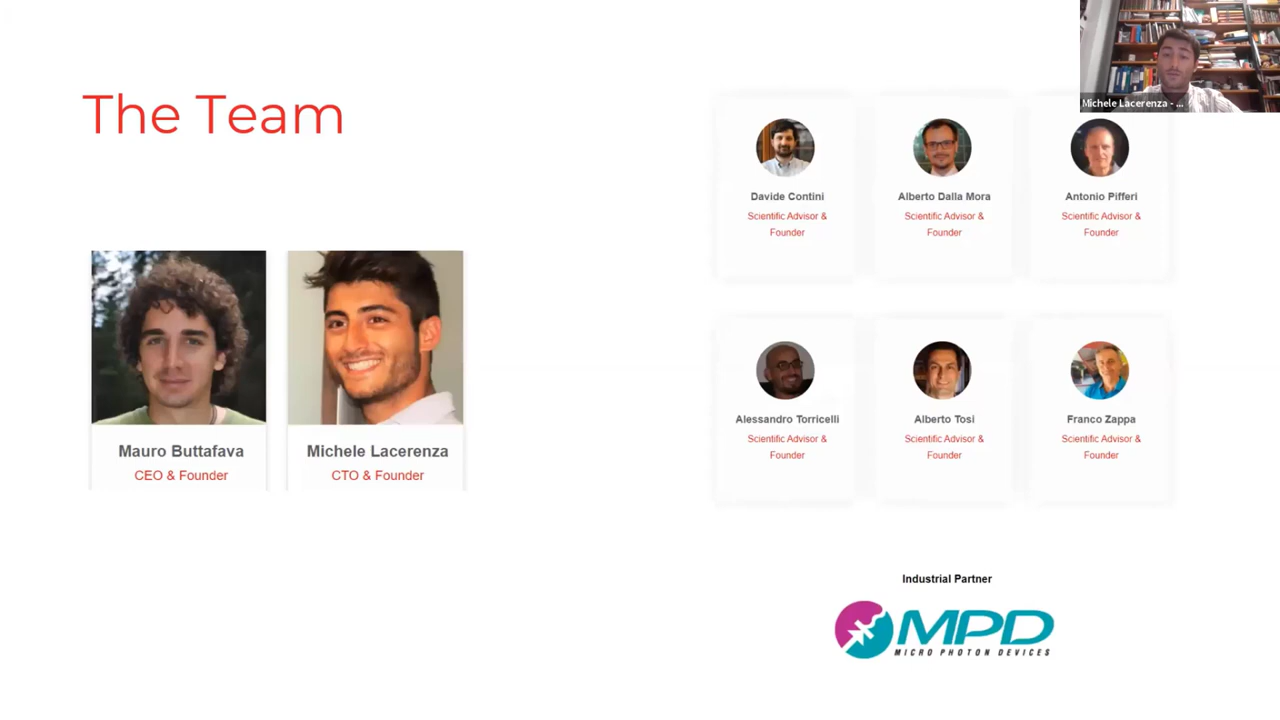 The Team
Mauro Buttafava
CEO & Founder
Michele Lacerenza
CTO & Founder
Michele Lacerenza - ...
Davide Contini
Scientific Advisor &
Founder
Alberto Dalla Mora
Scientific Advisor &
Founder
Antonio Pifferi
Scientific Advisor &
Founder
Alessandro Torricelli
Scientific Advisor &
Founder
Alberto Tosi
Scientific Advisor &
Founder
Franco Zappa
Scientific Advisor &
Founder
Industrial Partner
MPD
MICRO PHOTON DEVICES